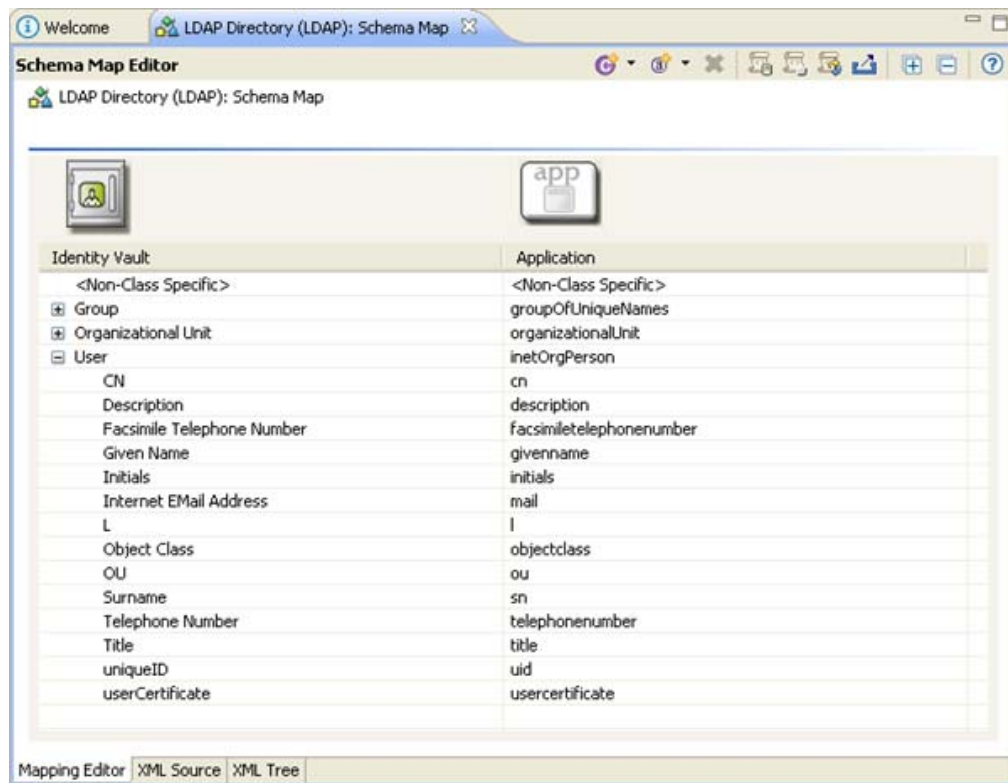 Welcome LDAP Directory (LDAP): Schema Map
Schema Map Editor
LDAP Directory (LDAP): Schema Map
app
Identity Vault Application
<Non-Class Specific> <Non-Class Specific>
Group groupOfUniqueNames
Organizational Unit organizationalUnit
User inetOrgPerson
CN cn
Description description
Facsimile Telephone Number facsimiletelephonenumber
Given Name givenname
Initials initials
Internet EMail Address mail
L l
Object Class objectclass
OU ou
Surname sn
Telephone Number telephonenumber
Title title
uniqueID uid
userCertificate usercertificate
Mapping Editor XML Source XML Tree